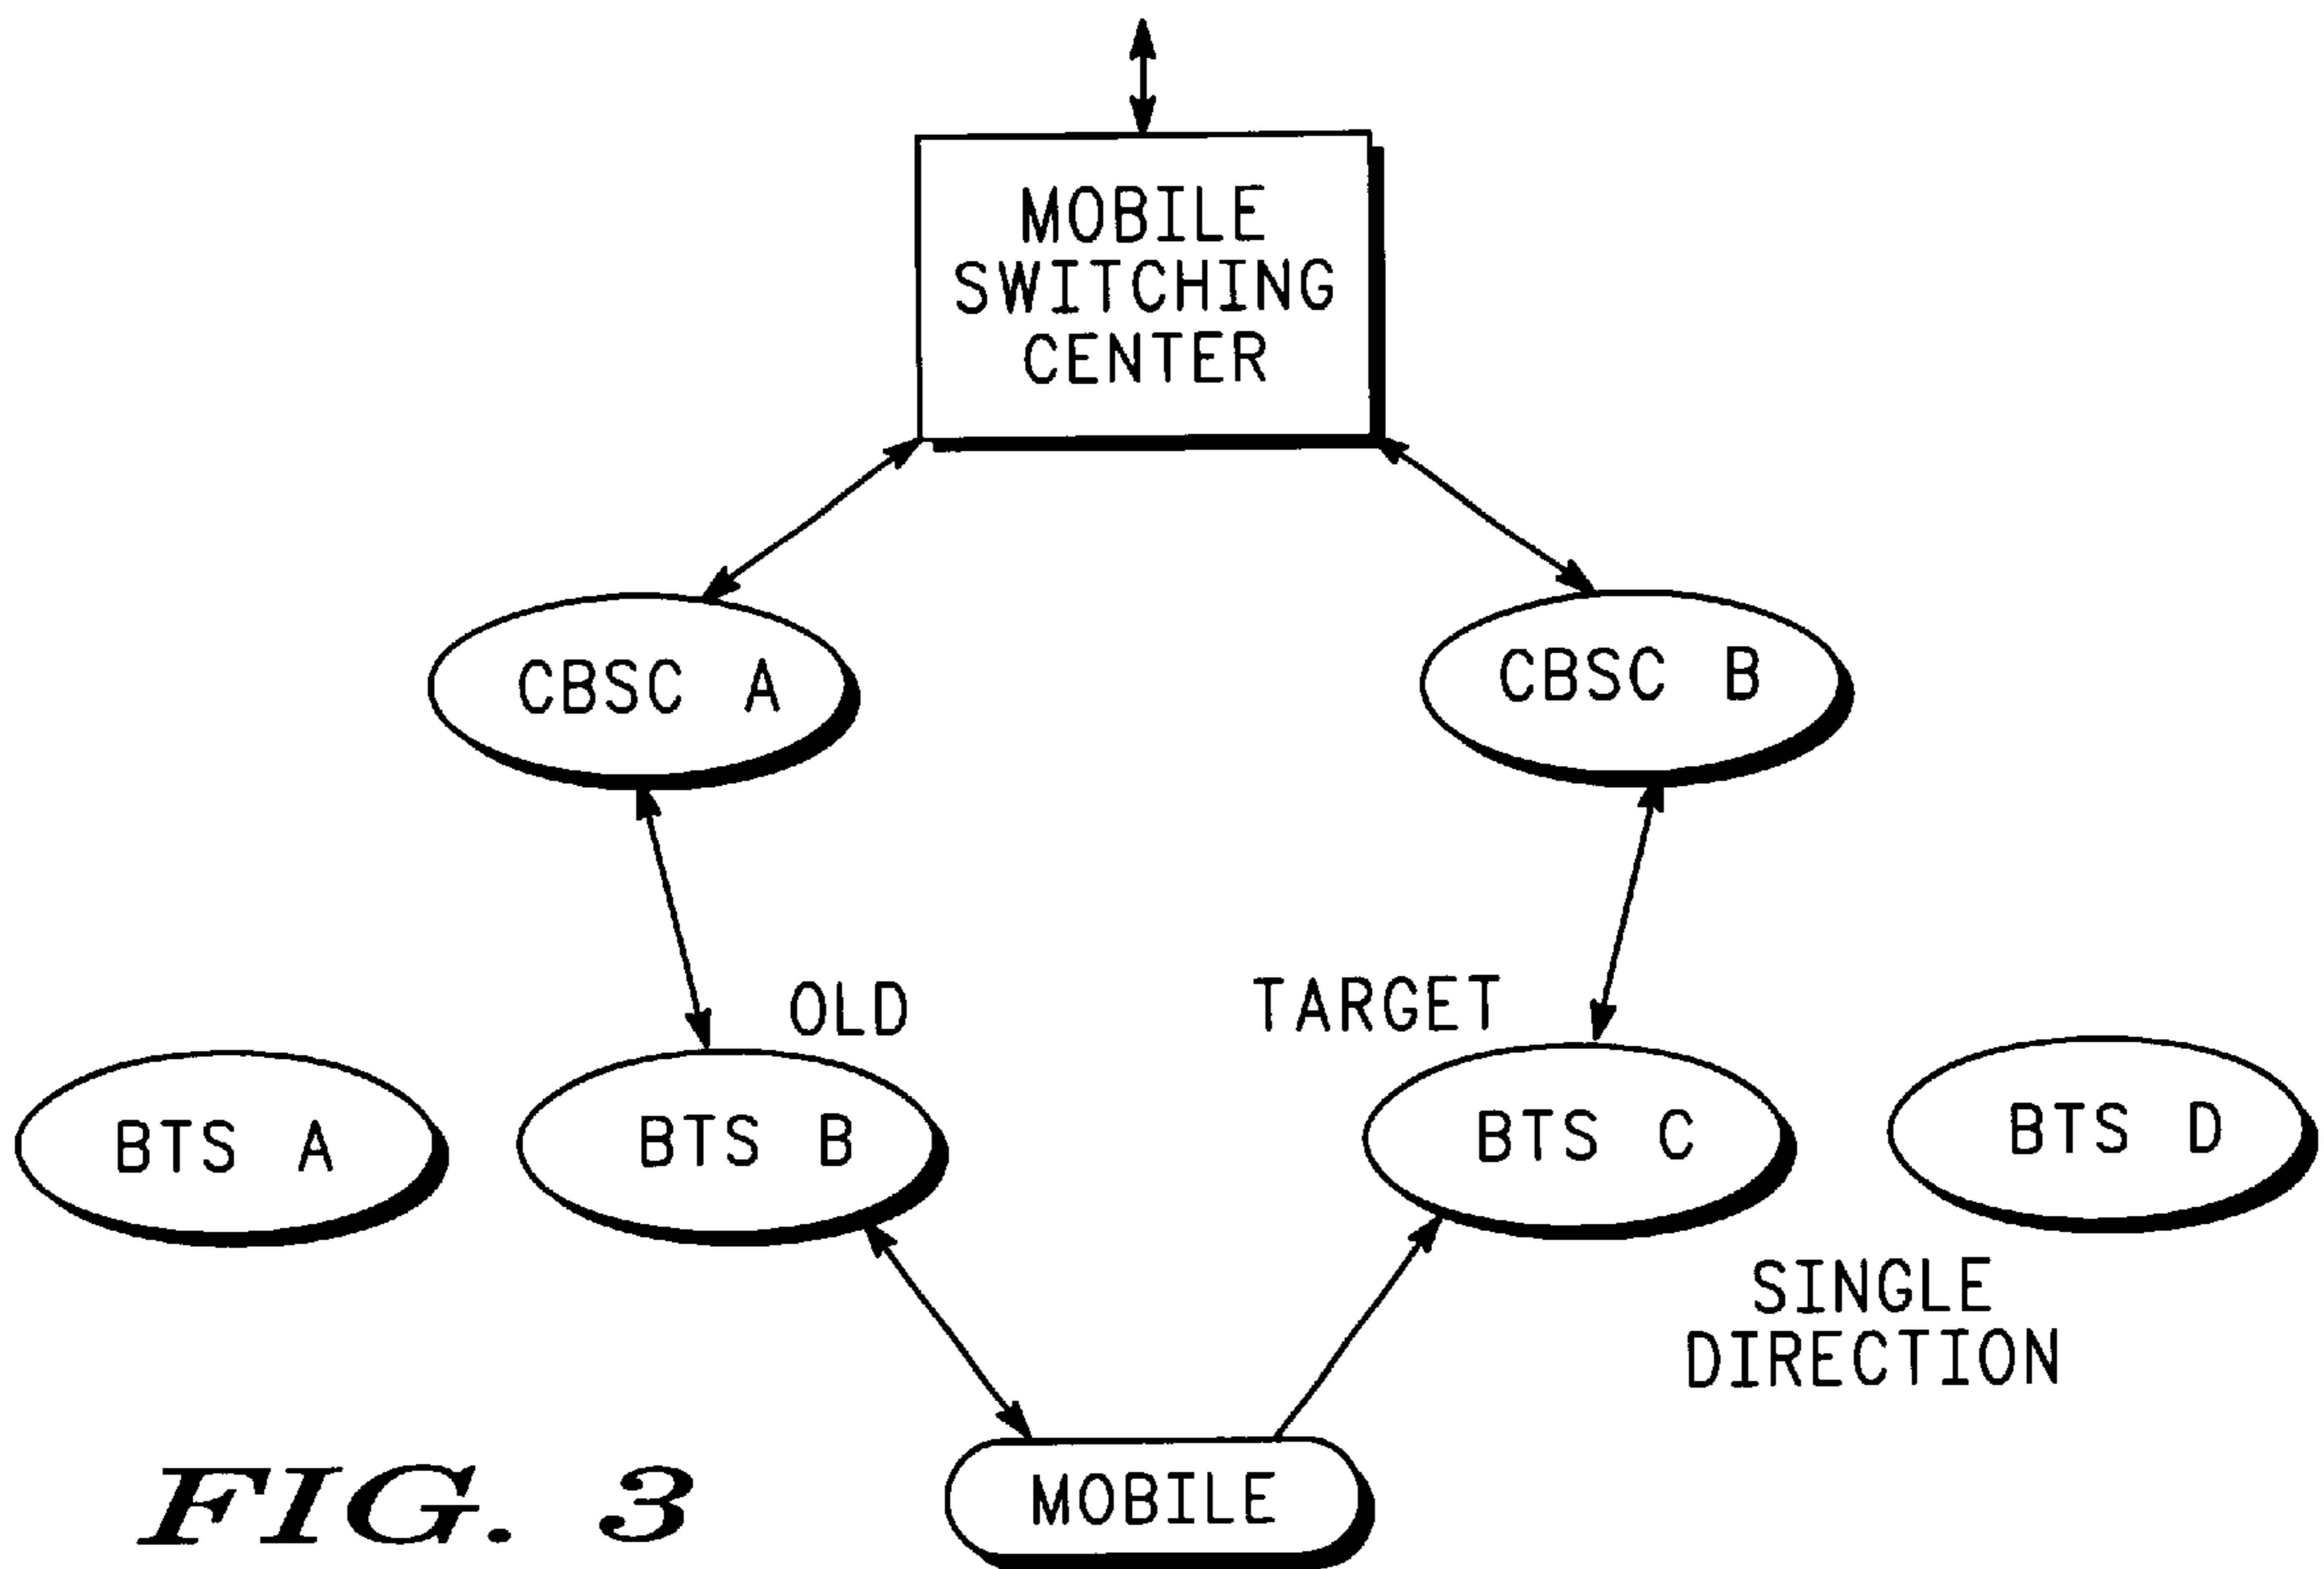 MOBILE
SWITCHING
CENTER
CBSC A
CBSC B
OLD
TARGET
BTS A
BTS B
BTS C
BTS D
SINGLE
DIRECTION
MOBILE
FIG. 3